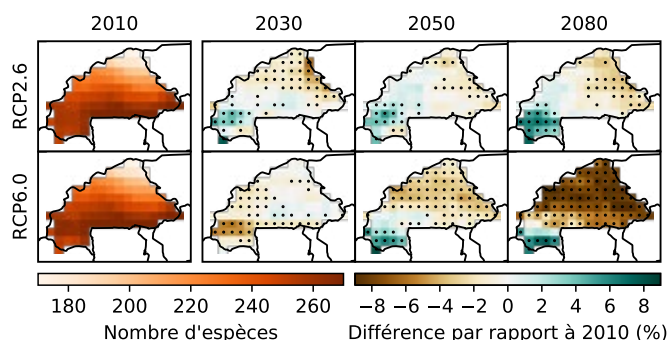 2010 2030 2050 2080
RCP2.6
RCP6.0
180 200 220 240 260 −8 −6 −4 −2 0 2 4 6 8
Nombre d'espèces Différence par rapport à 2010 (%)